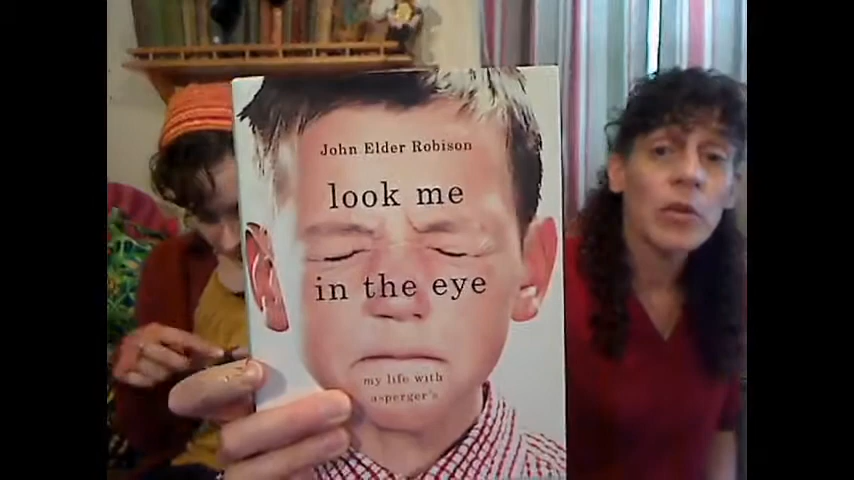 John Elder Robison
look me
in the eye
my life with
asperger's